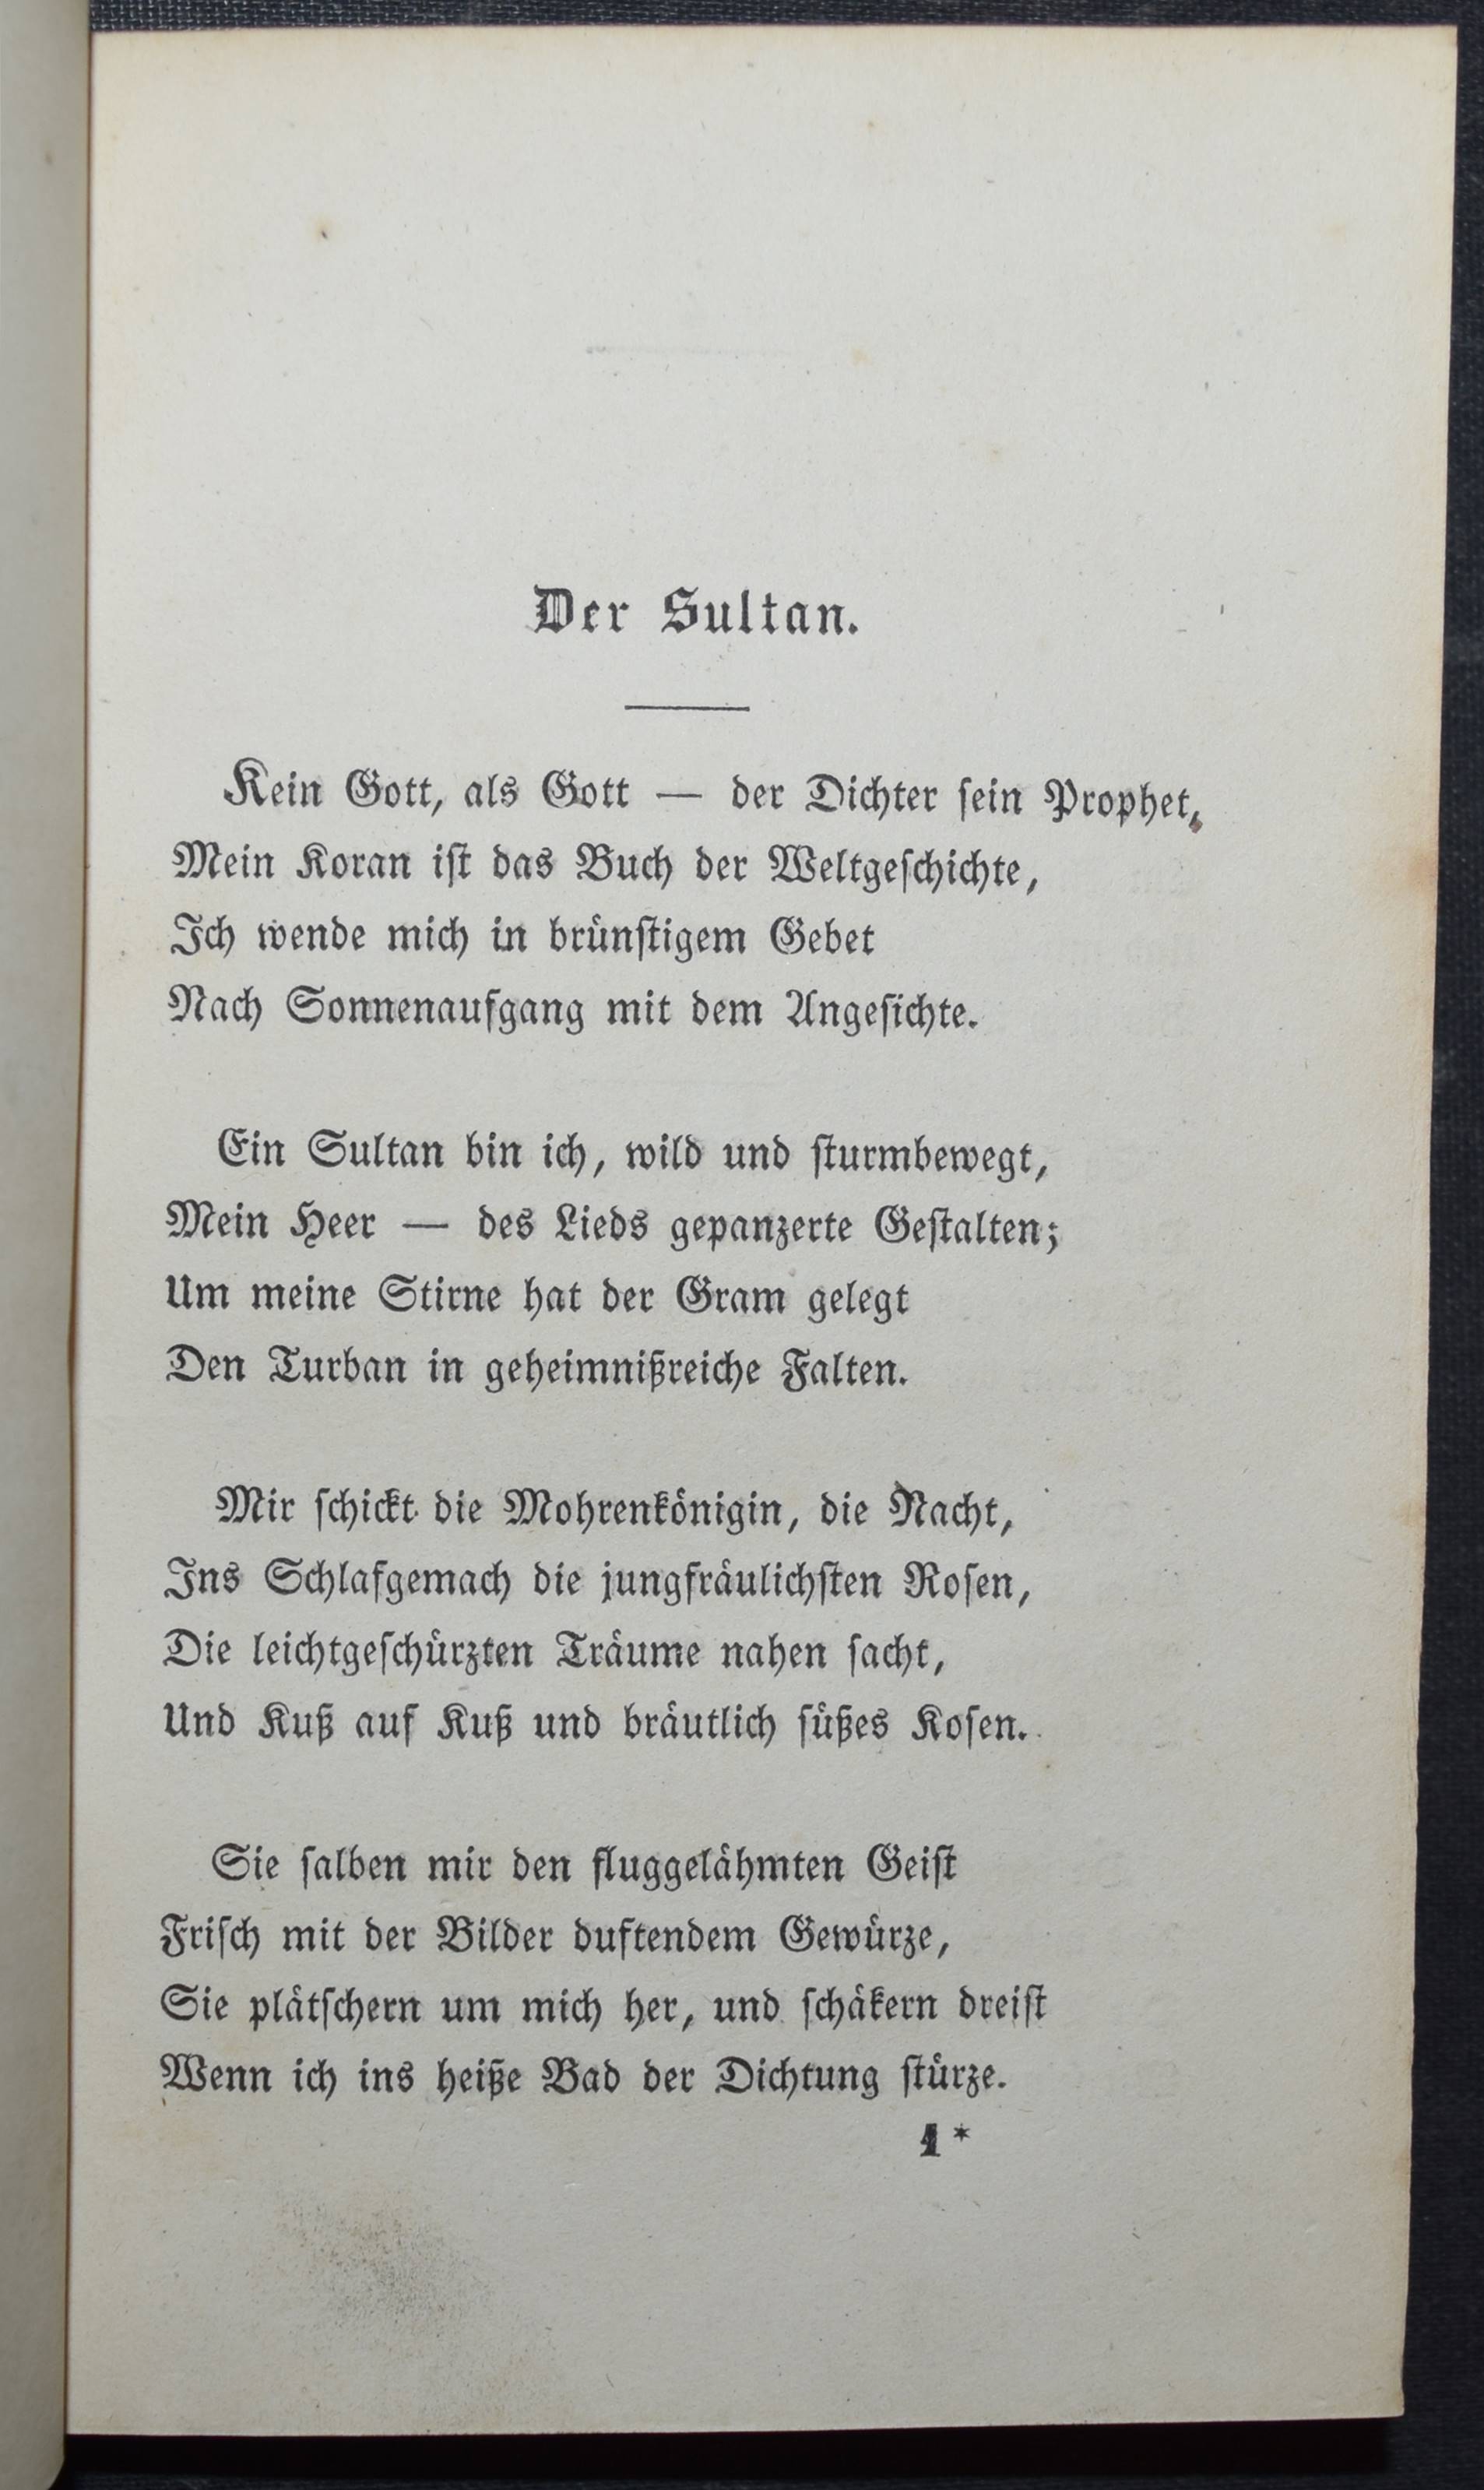 Der Sultan.
Kein Gott, als Gott — der Dichter sein Prophet,
Mein Koran ist das Buch der Weltgeschichte,
Ich wende mich in brünstigem Gebet
Nach Sonnenaufgang mit dem Angesichte.
Ein Sultan bin ich, wild und sturmbewegt,
Mein Heer — des Lieds gepanzerte Gestalten;
Um meine Stirne hat der Gram gelegt
Den Turban in geheimnißreiche Falten.
Mir schickt die Mohrenkönigin, die Nacht,
Ins Schlafgemach die jungfräulichsten Rosen,
Die leichtgeschürzten Träume nahen sacht,
Und Kuß auf Kuß und bräutlich süßes Kosen.
Sie salben mir den fluggelähmten Geist
Frisch mit der Bilder duftendem Gewürze,
Sie plätschern um mich her, und schäkern dreist
Wenn ich ins heiße Bad der Dichtung stürze.
1*